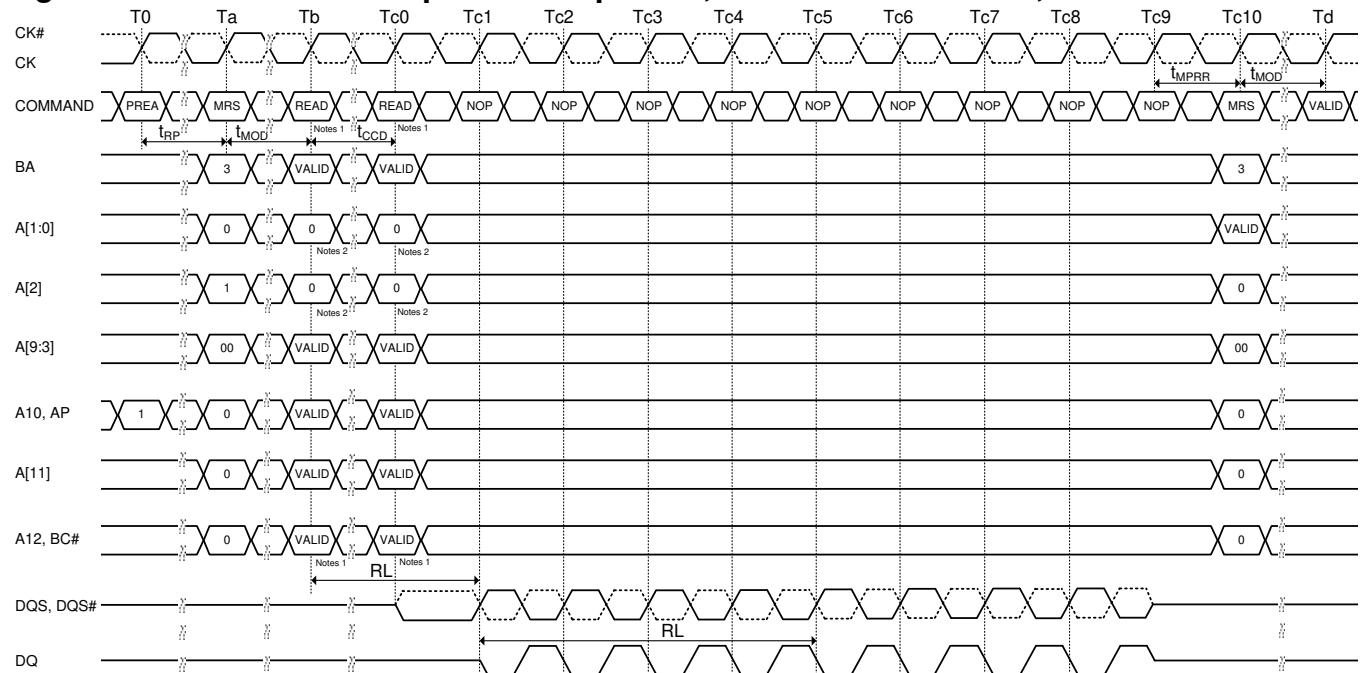 T0 Ta Tb Tc0 Tc1 Tc2 Tc3 Tc4 Tc5 Tc6 Tc7 Tc8 Tc9 Tc10 Td
CK#
CK
tMPRR tMOD
COMMAND PREA MRS READ READ NOP NOP NOP NOP NOP NOP NOP NOP NOP MRS VALID
Notes 1 Notes 1
tRP tMOD tCCD
BA 3 VALID VALID 3
A[1:0] 0 0 0 VALID
Notes 2 Notes 2
A[2] 1 0 0 0
Notes 2 Notes 2
A[9:3] 00 VALID VALID 00
A10, AP 1 0 VALID VALID 0
A[11] 0 VALID VALID 0
A12, BC# 0 VALID VALID 0
Notes 1 Notes 1
RL
DQS, DQS#
RL
DQ